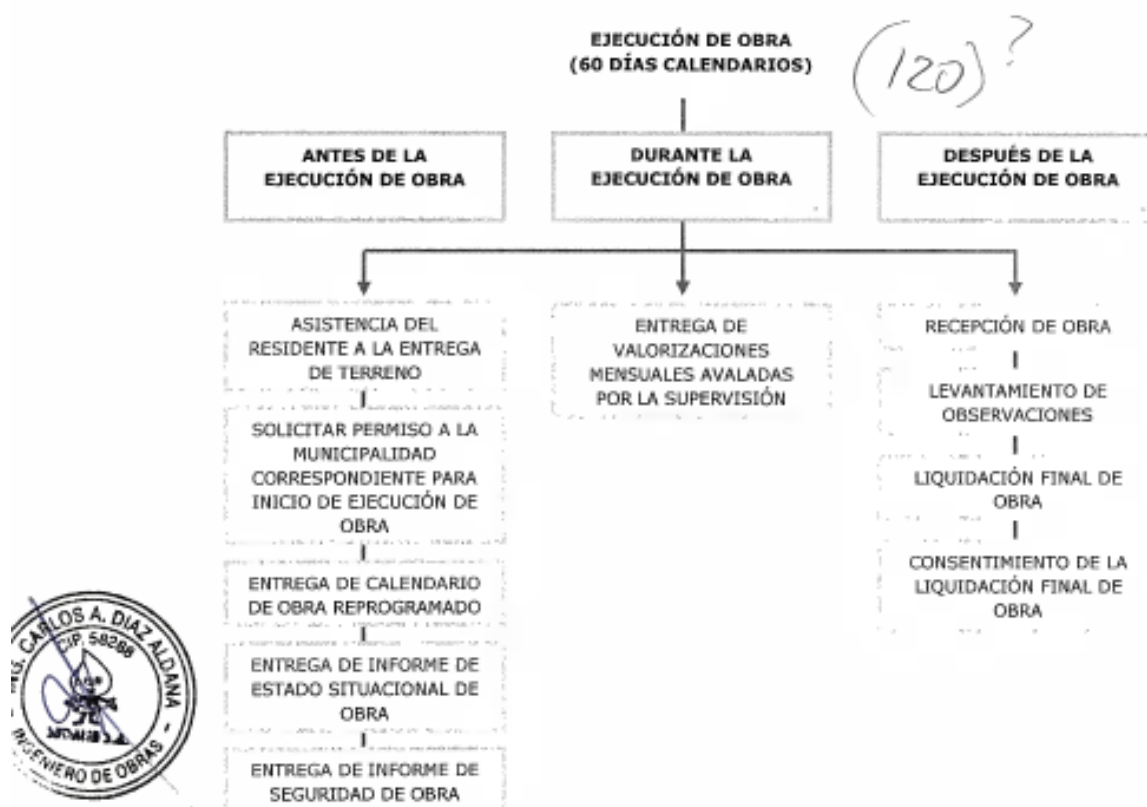 EJECUCIÓN DE OBRA
(60 DÍAS CALENDARIOS)
(120)?
ANTES DE LA
EJECUCIÓN DE OBRA
DURANTE LA
EJECUCIÓN DE OBRA
DESPUÉS DE LA
EJECUCIÓN DE OBRA
ASISTENCIA DEL
RESIDENTE A LA ENTREGA
DE TERRENO
SOLICITAR PERMISO A LA
MUNICIPALIDAD
CORRESPONDIENTE PARA
INICIO DE EJECUCIÓN DE
OBRA
ENTREGA DE CALENDARIO
DE OBRA REPROGRAMADO
ENTREGA DE INFORME DE
ESTADO SITUACIONAL DE
OBRA
ENTREGA DE INFORME DE
SEGURIDAD DE OBRA
ENTREGA DE
VALORIZACIONES
MENSUALES AVALADAS
POR LA SUPERVISIÓN
RECEPCIÓN DE OBRA
LEVANTAMIENTO DE
OBSERVACIONES
LIQUIDACIÓN FINAL DE
OBRA
CONSENTIMIENTO DE LA
LIQUIDACIÓN FINAL DE
OBRA
ING. CARLOS A. DIAZ ALDANA
CIP. 58288
INGENIERO DE OBRAS